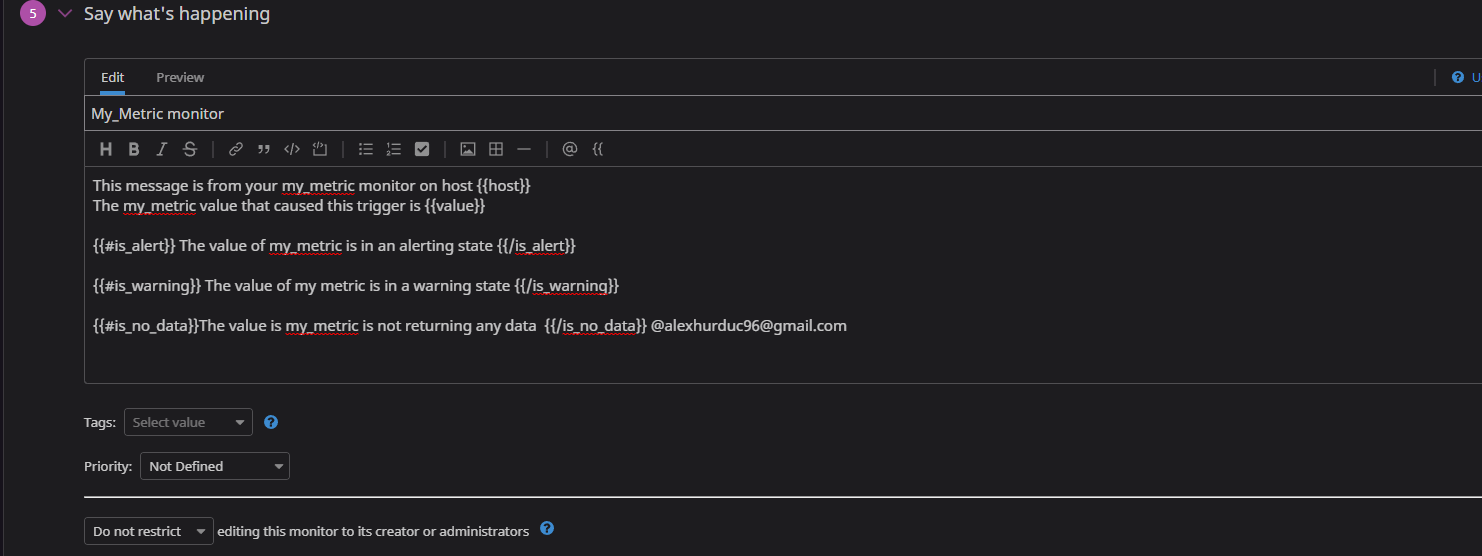 5 Say what's happening
Edit Preview U
My_Metric monitor
H B I S {{
This message is from your my_metric monitor on host {{host}}
The my_metric value that caused this trigger is {{value}}
{{#is_alert}} The value of my_metric is in an alerting state {{/is_alert}}
{{#is_warning}} The value of my metric is in a warning state {{/is_warning}}
{{#is_no_data}}The value is my_metric is not returning any data  {{/is_no_data}} @alexhurduc96@gmail.com
Tags: Select value ?
Priority: Not Defined
Do not restrict editing this monitor to its creator or administrators ?